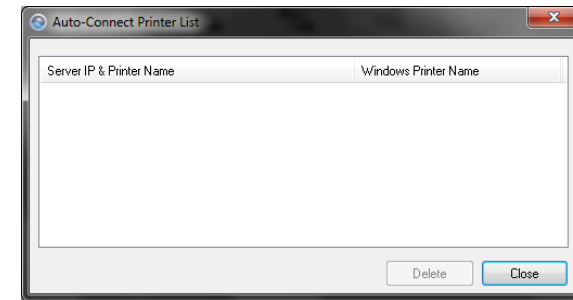 Auto-Connect Printer List
Server IP & Printer Name Windows Printer Name
Delete Close